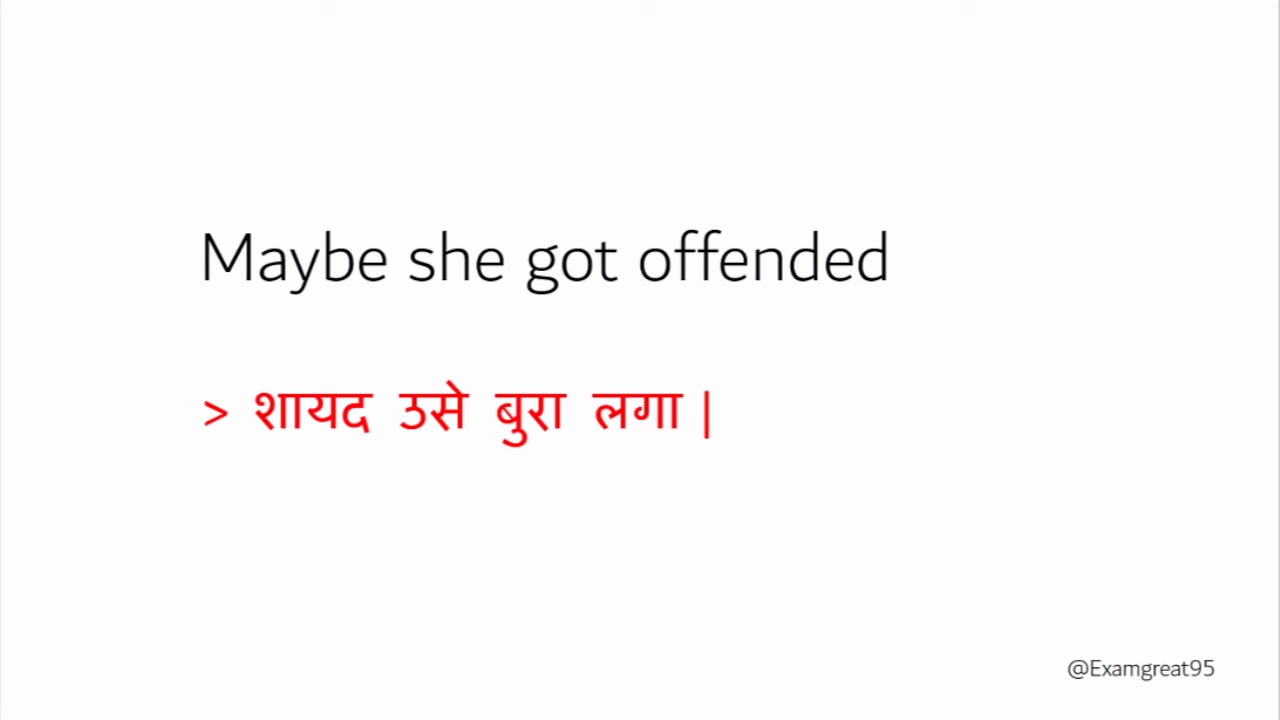 Maybe she got offended
> शायद उसे बुरा लगा |
@Examgreat95